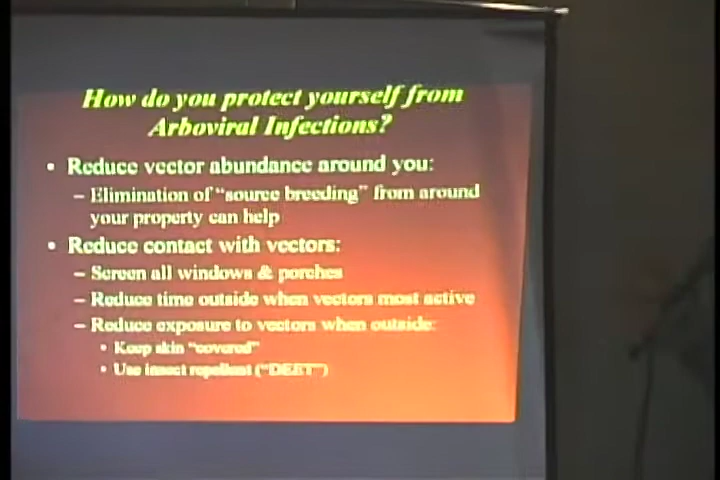 How do you protect yourself from
Arboviral Infections?
• Reduce vector abundance around you:
– Elimination of "source breeding" from around
your property can help
• Reduce contact with vectors:
– Screen all windows & porches
– Reduce time outside when vectors most active
– Reduce exposure to vectors when outside:
• Keep skin "covered"
• Use insect repellent ("DEET")